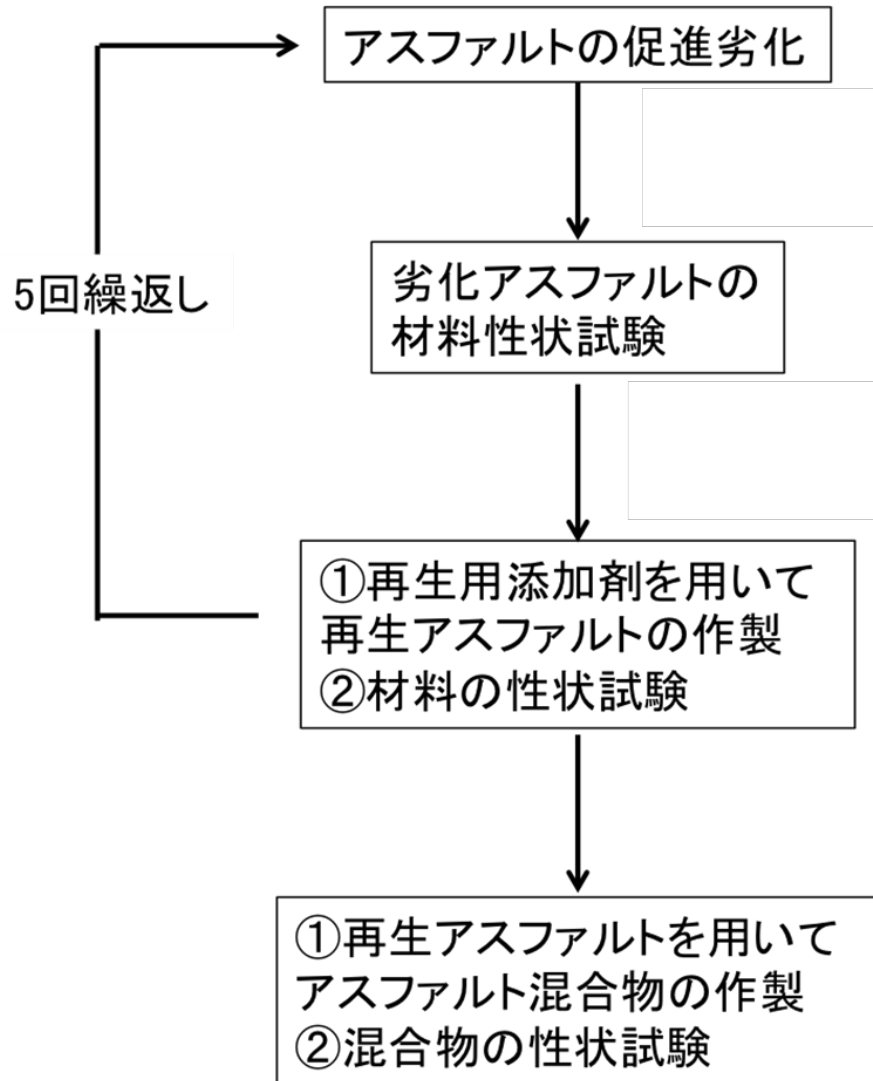 アスファルトの促進劣化
5回繰返し
劣化アスファルトの
材料性状試験
①再生用添加剤を用いて
再生アスファルトの作製
②材料の性状試験
①再生アスファルトを用いて
アスファルト混合物の作製
②混合物の性状試験